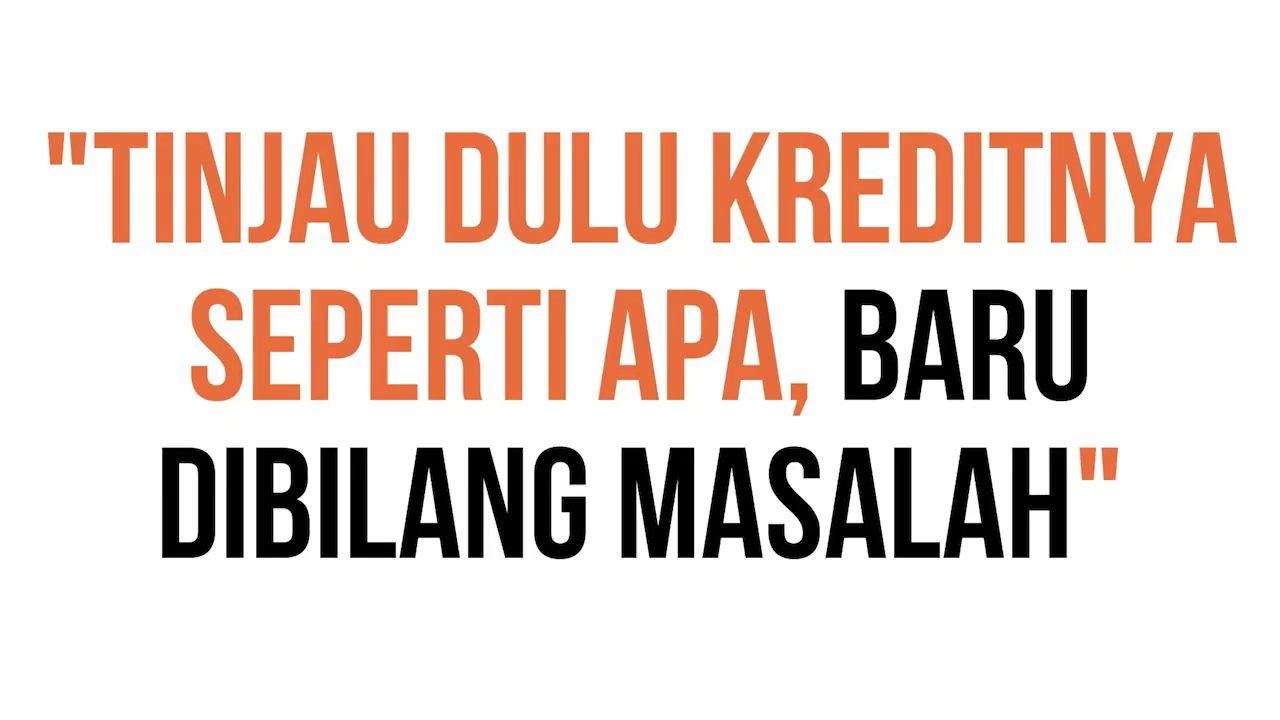 "TINJAU DULU KREDITNYA
SEPERTI APA, BARU
DIBILANG MASALAH"